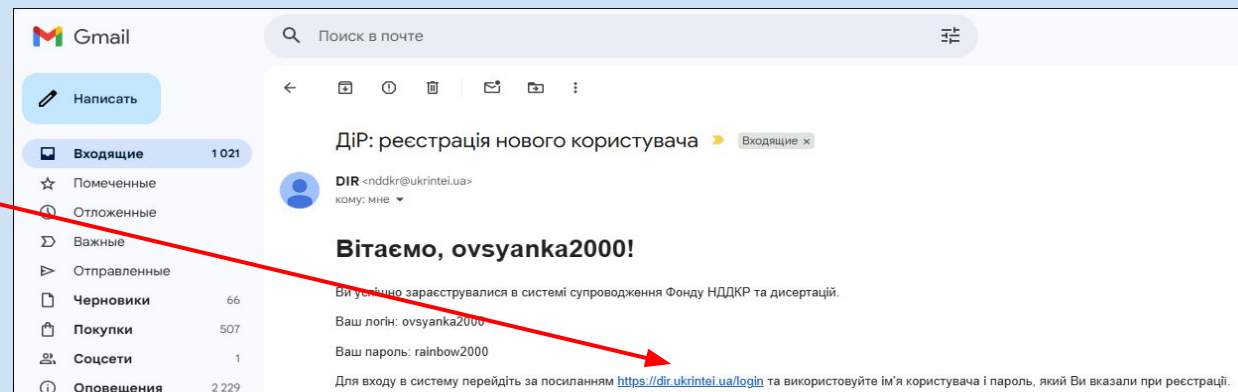 Gmail
Поиск в почте
Написать
ДіР: реєстрація нового користувача Входящие ×
Входящие 1 021
Помеченные
DIR <nddkr@ukrintei.ua>
кому: мне
Отложенные
Важные
Вітаємо, ovsyanka2000!
Отправленные
Ви успішно зараєструвалися в системі супроводження Фонду НДДКР та дисертацій.
Черновики 66
Ваш логін: ovsyanka2000
Покупки 507
Ваш пароль: rainbow2000
Соцсети 1
Для входу в систему перейдіть за посиланням https://dir.ukrintei.ua/login та використовуйте ім'я користувача і пароль, який Ви вказали при реєстрації.
Оповещения 2 229